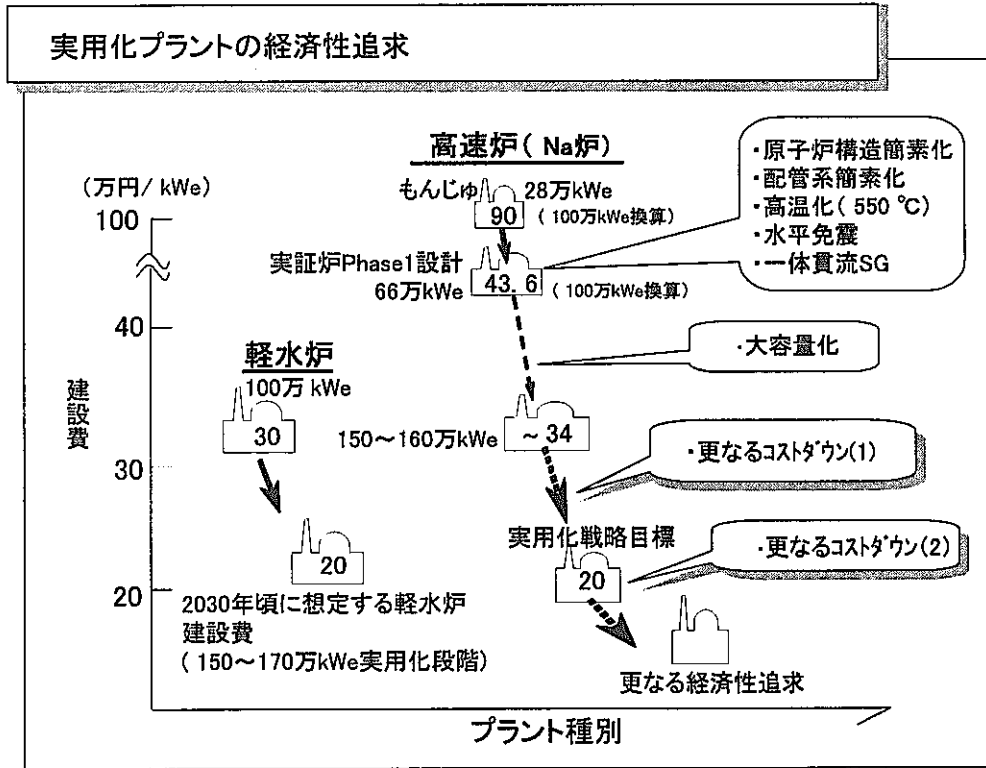 実用化プラントの経済性追求
高速炉( Na炉)
(万円/ kWe)
100
40
30
20
建設費
もんじゅ
28万kWe
90
( 100万kWe換算)
実証炉Phase1設計
66万kWe
43. 6
( 100万kWe換算)
・原子炉構造簡素化
・配管系簡素化
・高温化( 550 ℃)
・水平免震
・一体貫流SG
・大容量化
軽水炉
100万 kWe
30
150～160万kWe
~ 34
・更なるコストダウン(1)
実用化戦略目標
20
・更なるコストダウン(2)
20
2030年頃に想定する軽水炉
建設費
( 150～170万kWe実用化段階)
更なる経済性追求
プラント種別